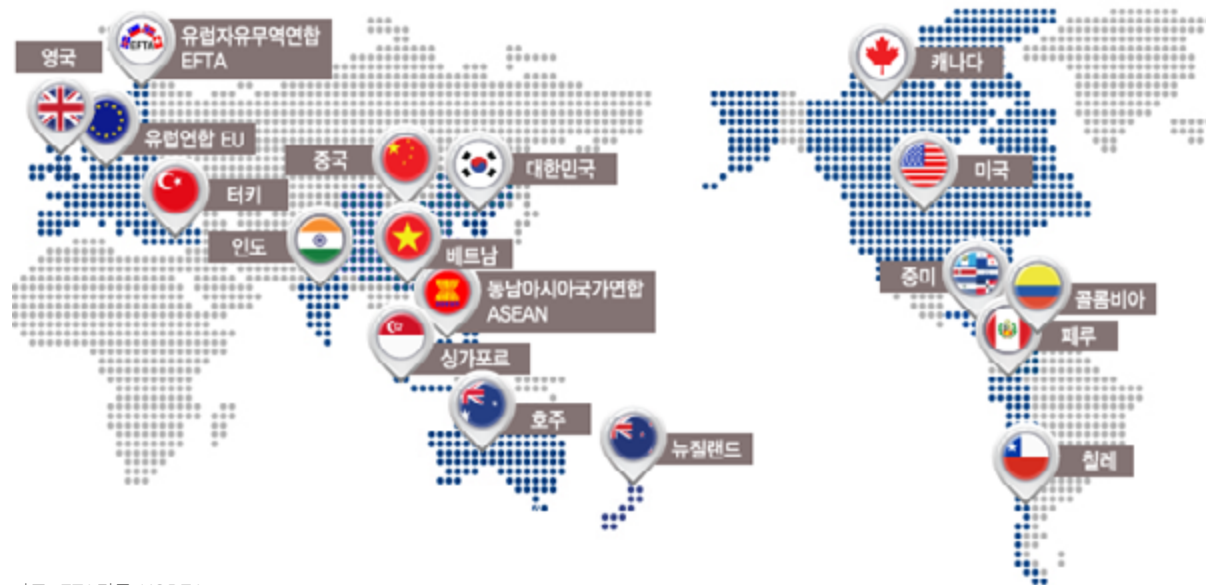 유럽자유무역연합
EFTA
EFTA
영국
유럽연합 EU
터키
중국
대한민국
인도
베트남
동남아시아국가연합
ASEAN
싱가포르
호주
뉴질랜드
캐나다
미국
중미
콜롬비아
페루
칠레